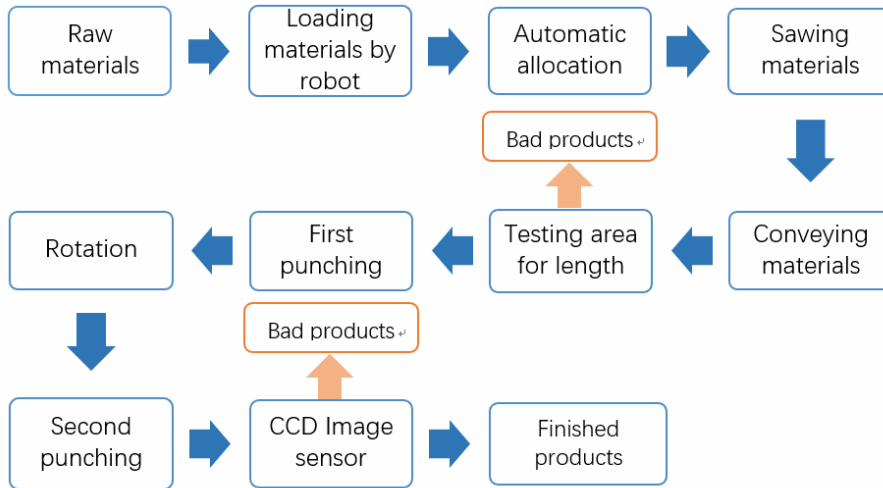 Raw
materials
Loading
materials by
robot
Automatic
allocation
Sawing
materials
Bad products
Rotation
First
punching
Testing area
for length
Conveying
materials
Bad products
Second
punching
CCD Image
sensor
Finished
products